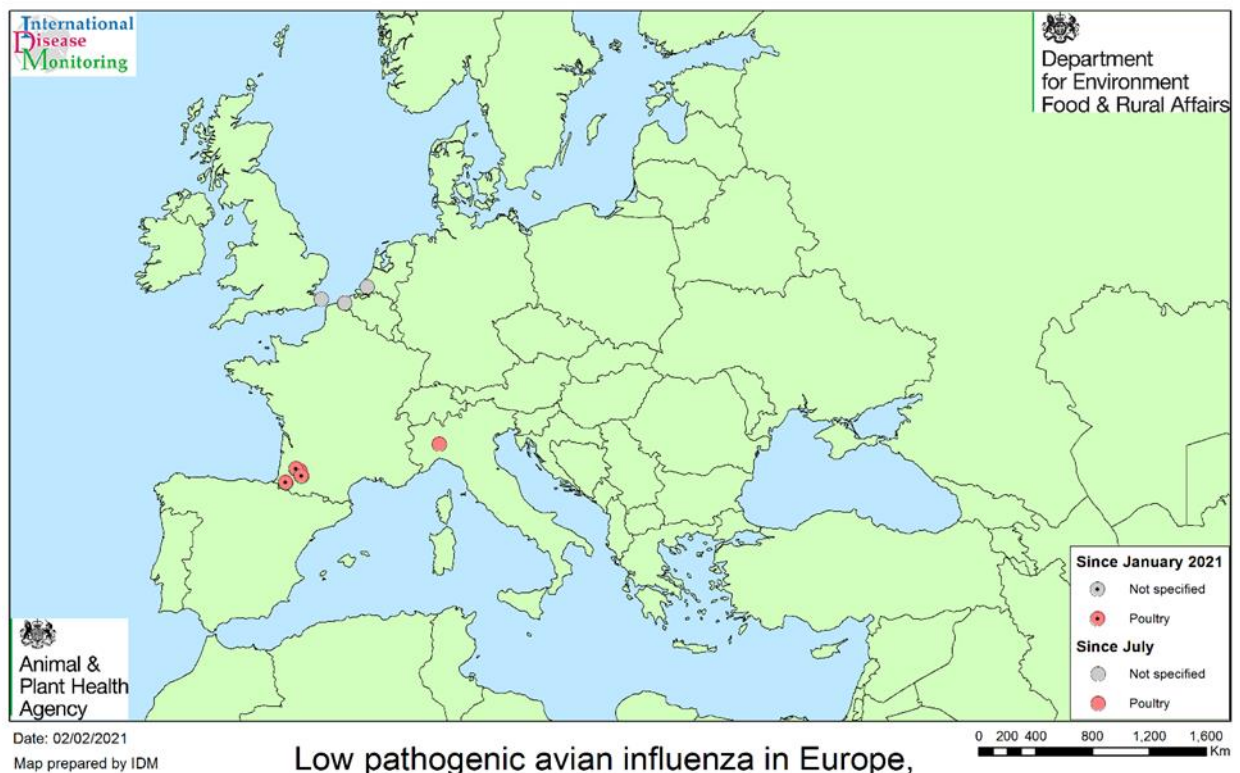 International
Disease
Monitoring
Department
for Environment
Food & Rural Affairs
Since January 2021
Not specified
Poultry
Since July
Not specified
Poultry
Animal &
Plant Health
Agency
Date: 02/02/2021
Map prepared by IDM
Low pathogenic avian influenza in Europe,
0 200 400 800 1,200 1,600
Km